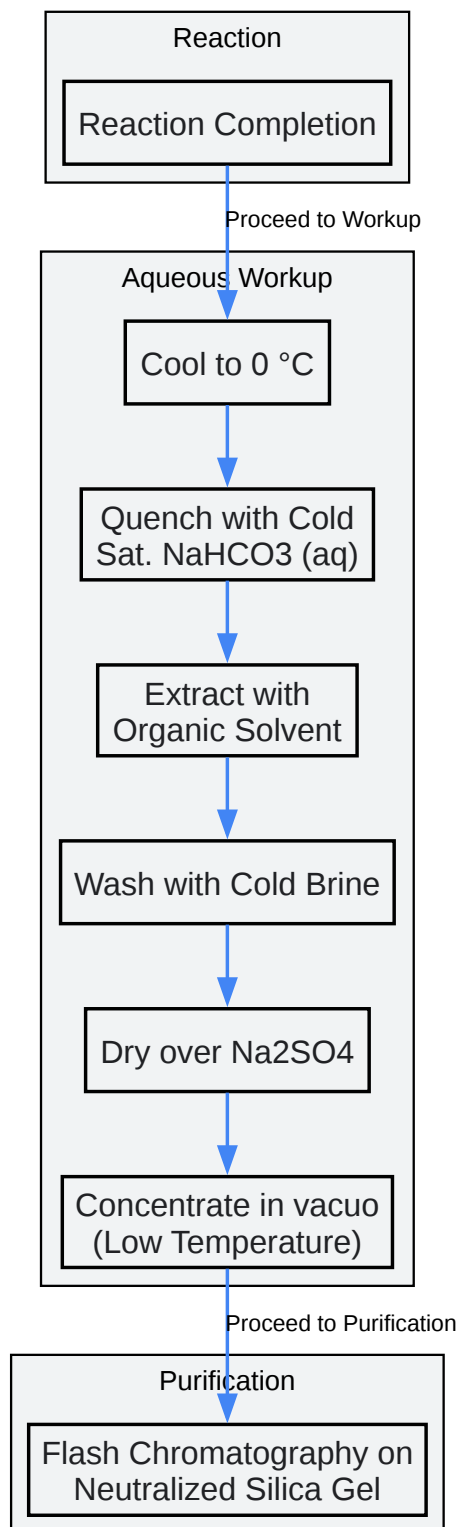 Reaction
Reaction Completion
Proceed to Workup
Aqueous Workup
Cool to 0 °C
Quench with Cold
Sat. NaHCO3 (aq)
Extract with
Organic Solvent
Wash with Cold Brine
Dry over Na2SO4
Concentrate in vacuo
(Low Temperature)
Proceed to Purification
Purification
Flash Chromatography on
Neutralized Silica Gel